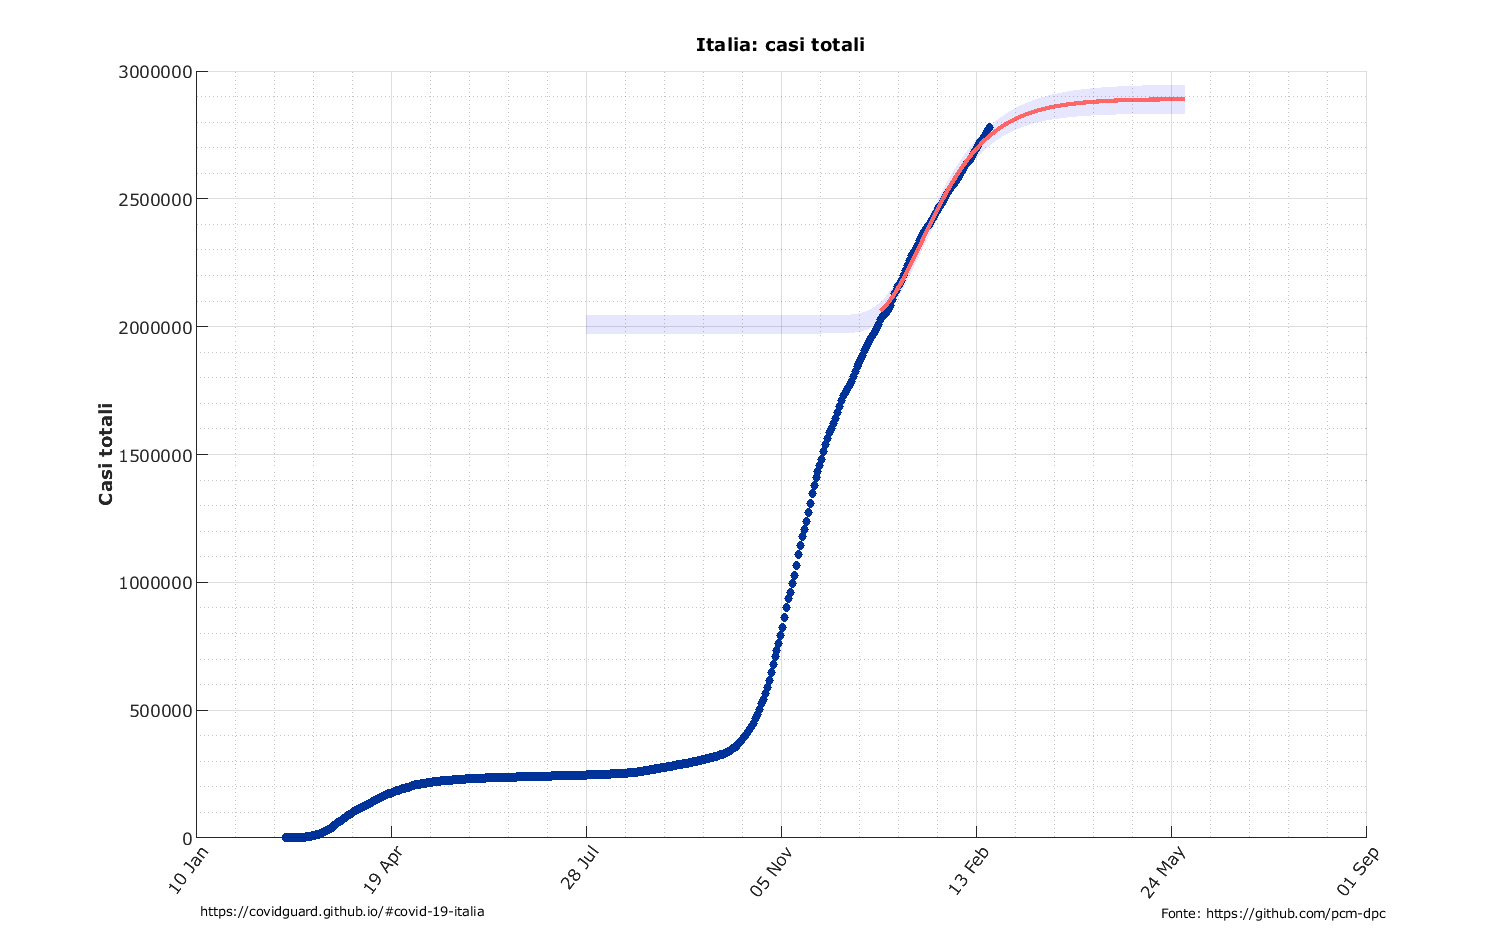 Italia: casi totali
3000000
2500000
2000000
1500000
1000000
500000
0
Casi totali
10 Jan
19 Apr
28 Jul
05 Nov
13 Feb
24 May
01 Sep
https://covidguard.github.io/#covid-19-italia
Fonte: https://github.com/pcm-dpc